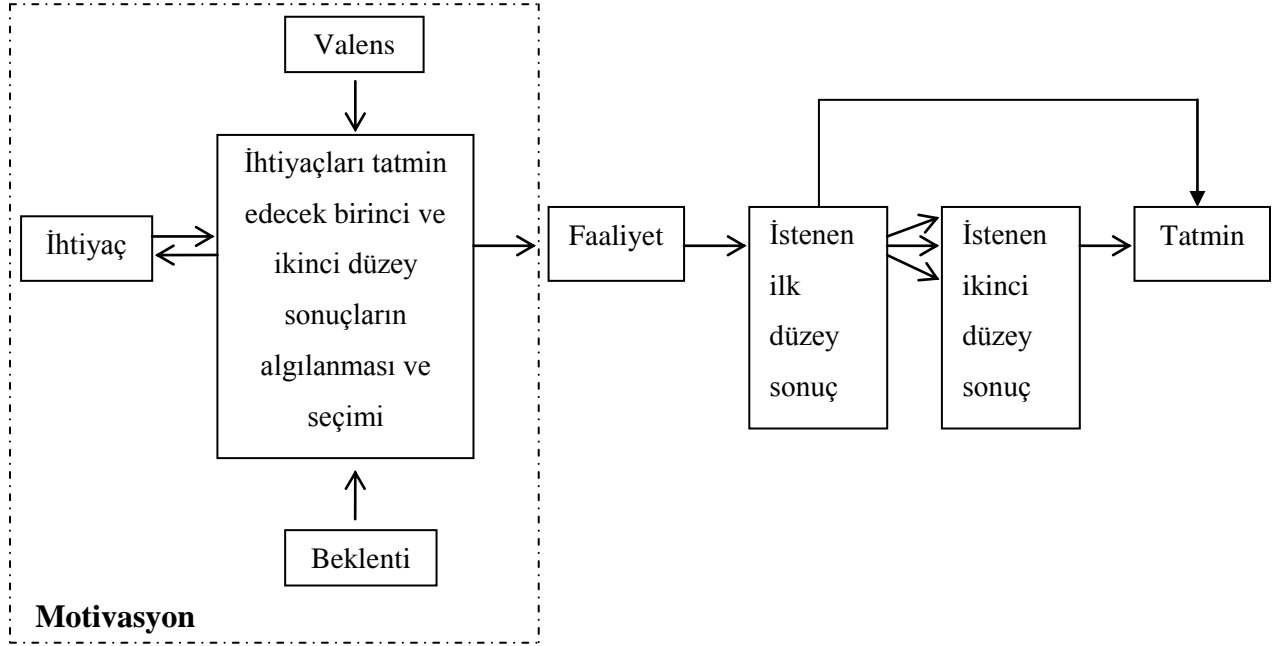 Valens
İhtiyaçları tatmin
edecek birinci ve
ikinci düzey
sonuçların
algılanması ve
seçimi
İhtiyaç
Beklenti
Motivasyon
Faaliyet
İstenen
ilk
düzey
sonuç
İstenen
ikinci
düzey
sonuç
Tatmin